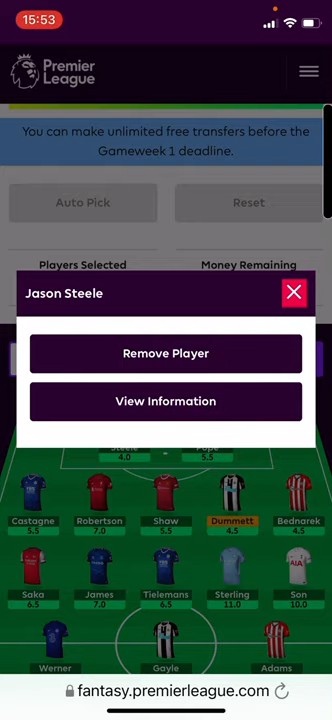 15:53
Premier
League
You can make unlimited free transfers before the
Gameweek 1 deadline.
Auto Pick
Reset
Players Selected
Money Remaining
Jason Steele
Remove Player
View Information
Steele
Pope
4.0
5.5
Castagne
Robertson
Shaw
Dummett
Bednarek
5.5
7.0
5.5
4.5
4.5
Saka
James
Tielemans
Sterling
Son
6.5
7.0
6.5
11.0
10.0
Werner
Gayle
Adams
fantasy.premierleague.com